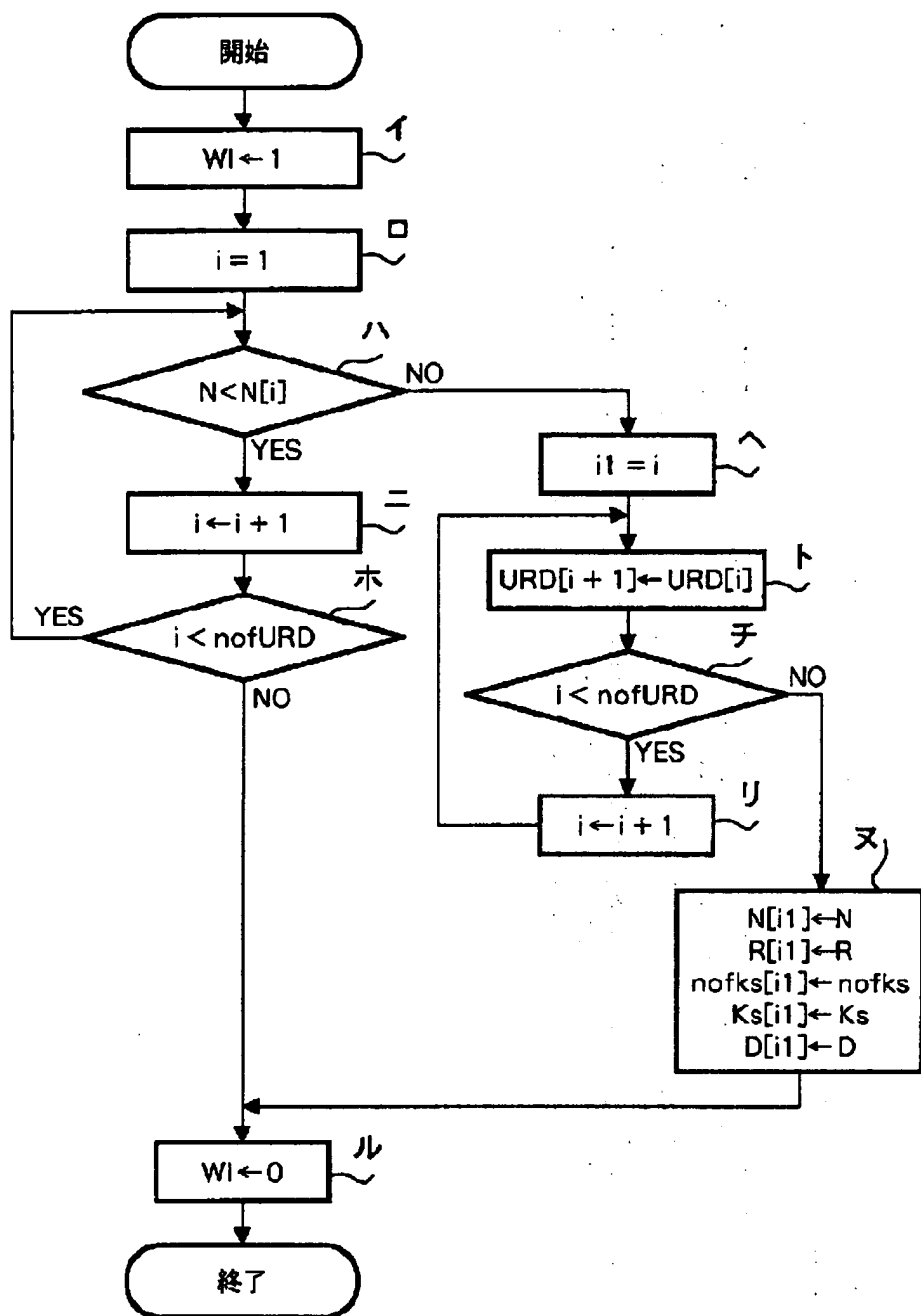 開始
イ
WI←1
ロ
i=1
ハ
N<N[i]
NO
YES
ヘ
i1=i
ニ
i←i+1
ト
URD[i+1]←URD[i]
ホ
YES
i<nofURD
NO
チ
i<nofURD
NO
YES
リ
i←i+1
ヌ
N[i1]←N
R[i1]←R
nofks[i1]←nofks
Ks[i1]←Ks
D[i1]←D
ル
WI←0
終了